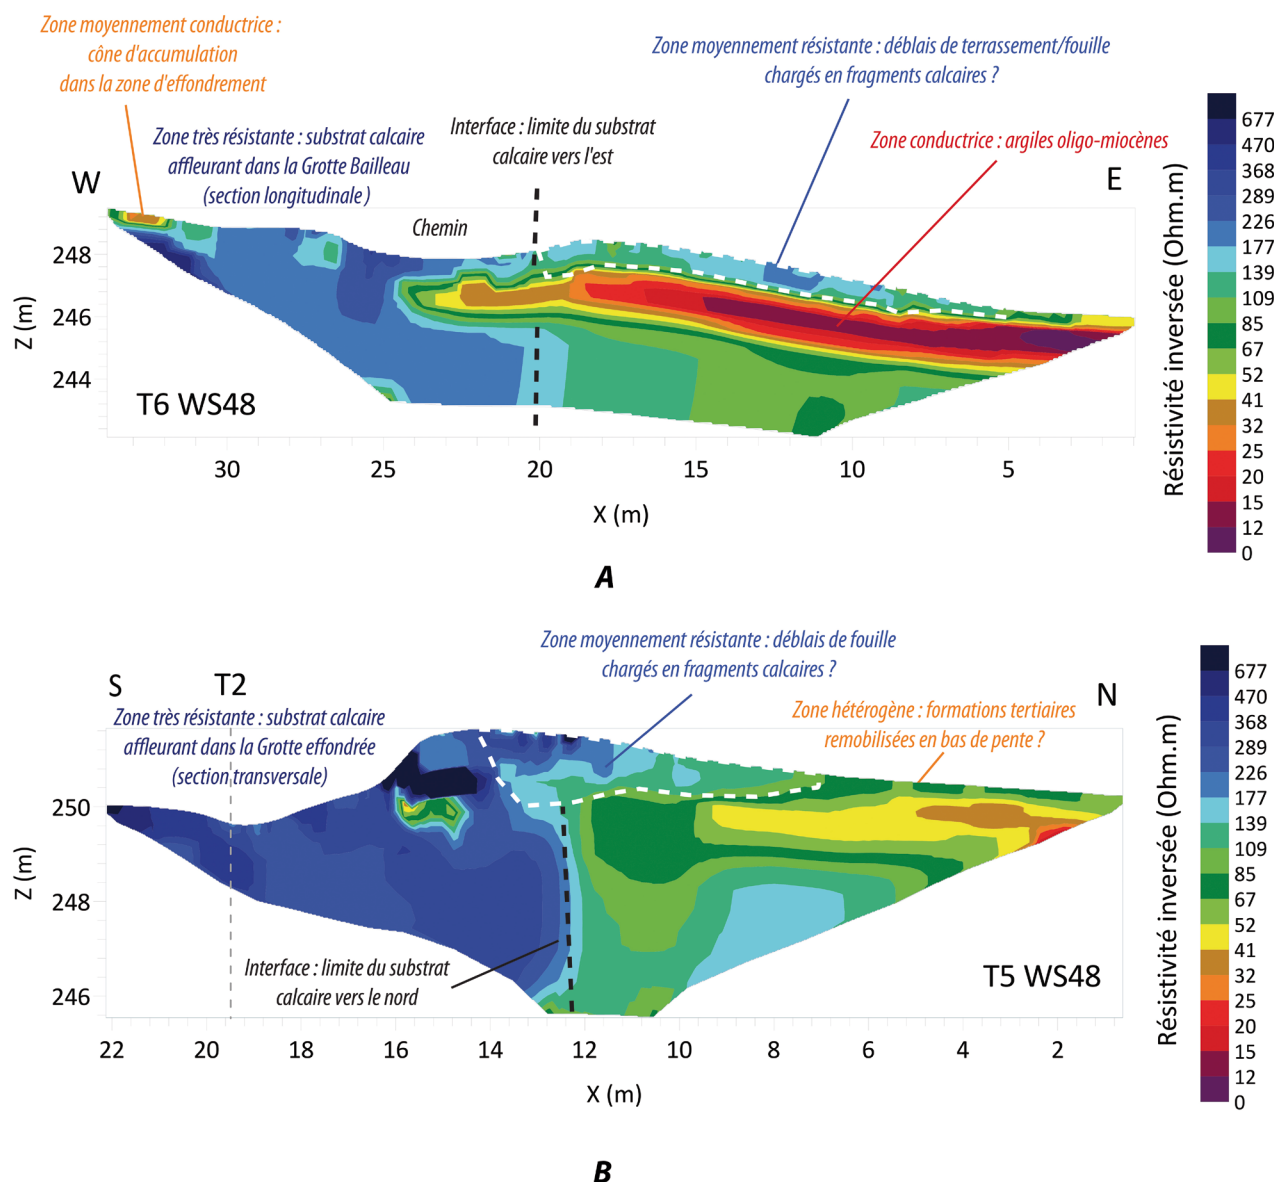 Zone moyennement conductrice :
cône d'accumulation
dans la zone d'effondrement
Zone moyennement résistante : déblais de terrassement/fouille
chargés en fragments calcaires ?
Zone très résistante : substrat calcaire
affleurant dans la Grotte Bailleau
(section longitudinale )
Interface : limite du substrat
calcaire vers l'est
Zone conductrice : argiles oligo-miocènes
W
E
Chemin
248
246
244
Z (m)
T6 WS48
30
25
20
15
10
5
X (m)
Résistivité inversée (Ohm.m)
677
470
368
289
226
177
139
109
85
67
52
41
32
25
20
15
12
0
A
Zone moyennement résistante : déblais de fouille
chargés en fragments calcaires ?
S
T2
N
Zone très résistante : substrat calcaire
affleurant dans la Grotte effondrée
(section transversale)
Zone hétérogène : formations tertiaires
remobilisées en bas de pente ?
250
248
246
Z (m)
Interface : limite du substrat
calcaire vers le nord
T5 WS48
22
20
18
16
14
12
10
8
6
4
2
X (m)
Résistivité inversée (Ohm.m)
677
470
368
289
226
177
139
109
85
67
52
41
32
25
20
15
12
0
B